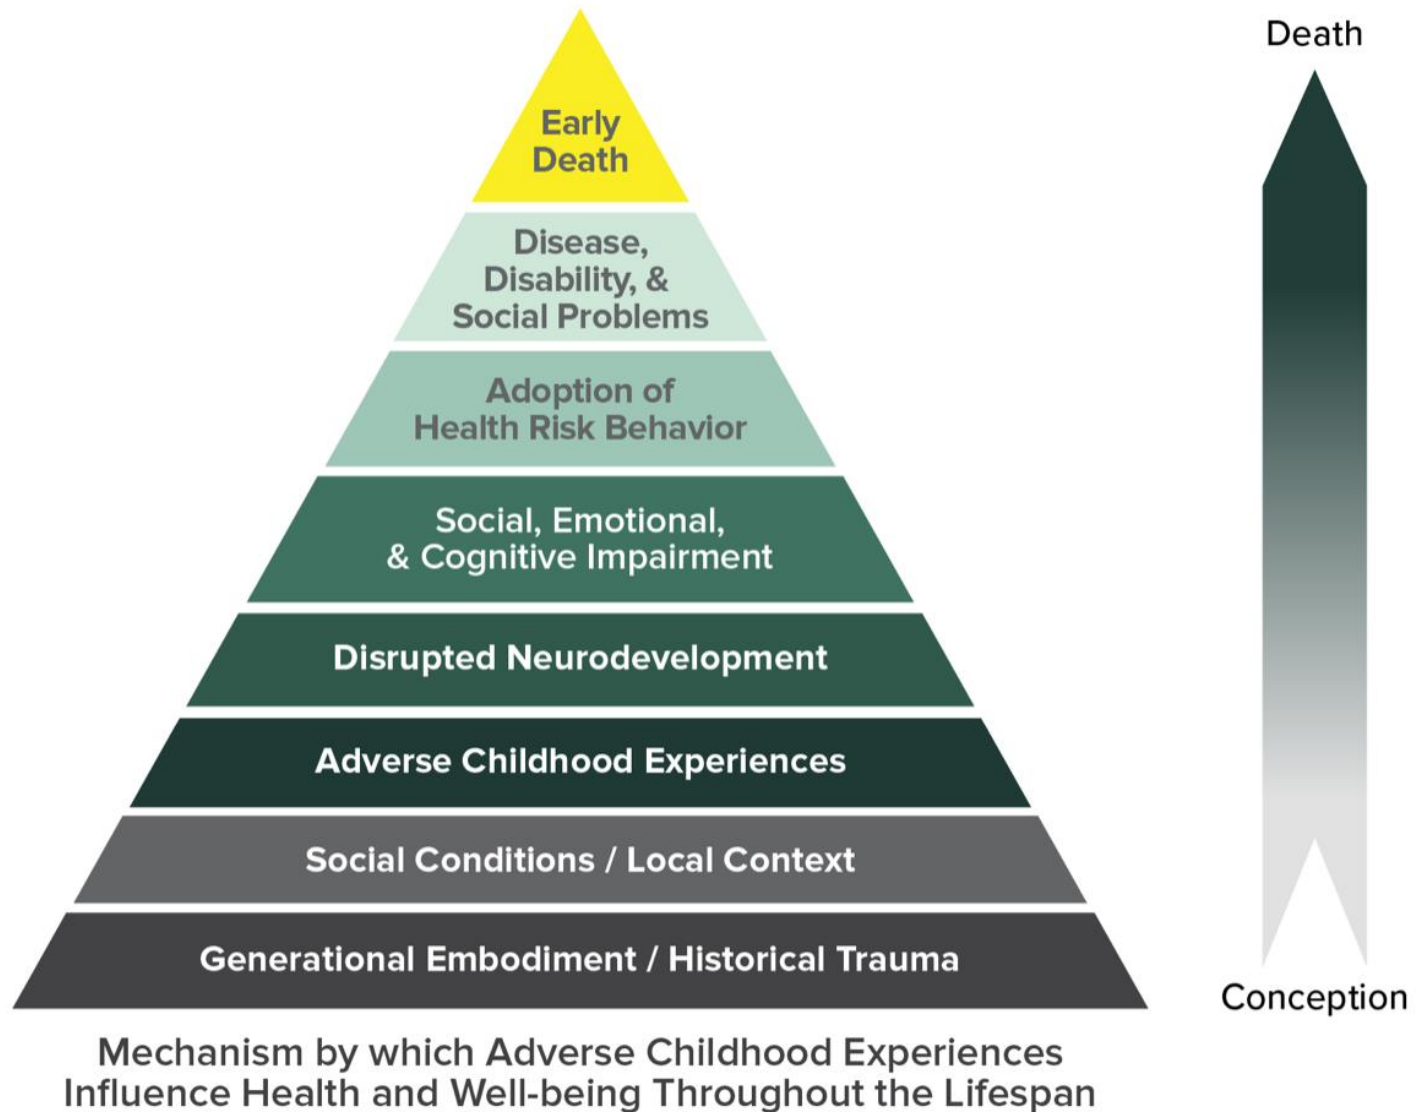 Death
Early
Death
Disease,
Disability, &
Social Problems
Adoption of
Health Risk Behavior
Social, Emotional,
& Cognitive Impairment
Disrupted Neurodevelopment
Adverse Childhood Experiences
Social Conditions / Local Context
Generational Embodiment / Historical Trauma
Conception
Mechanism by which Adverse Childhood Experiences
Influence Health and Well-being Throughout the Lifespan